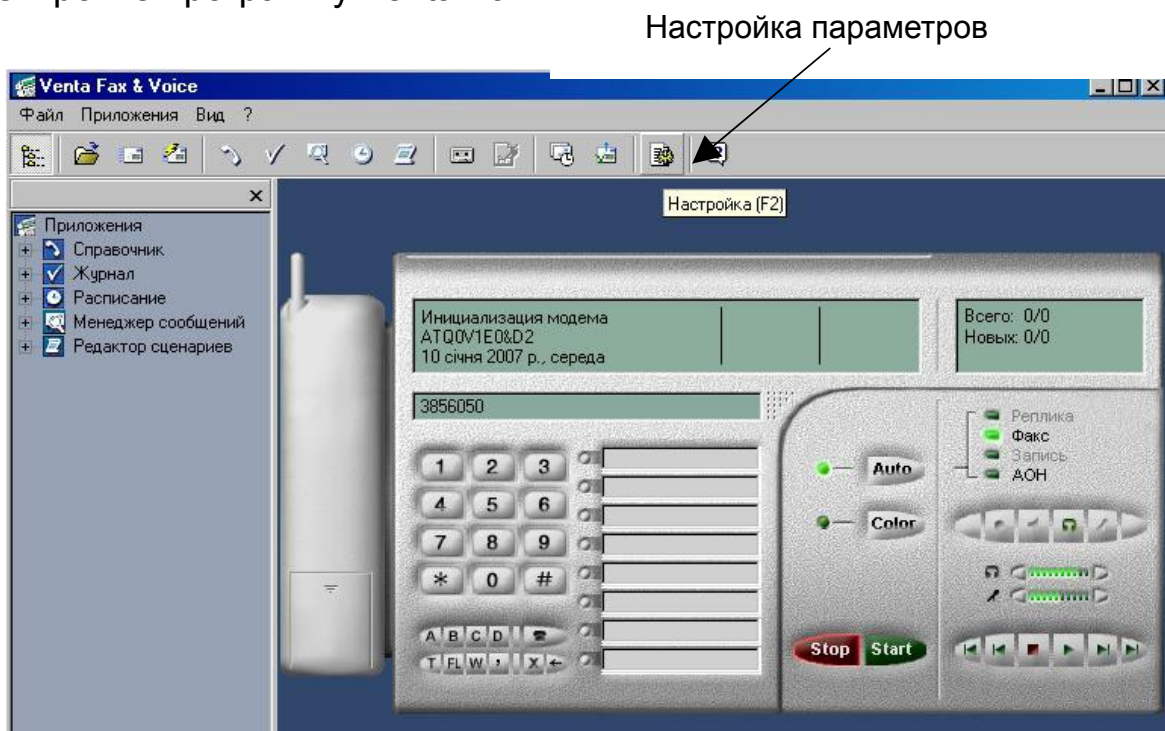 Настройка параметров
Venta Fax & Voice
Файл Приложения Вид ?
Настройка (F2)
Приложения
Справочник
Журнал
Расписание
Менеджер сообщений
Редактор сценариев
Инициализация модема
ATQ0V1E0&D2
10 січня 2007 р., середа
Всего: 0/0
Новых: 0/0
3856050
Реплика
Факс
Запись
АОН
1 2 3
4 5 6
7 8 9
* 0 #
A B C D
T FL W , X
Auto
Color
Stop Start